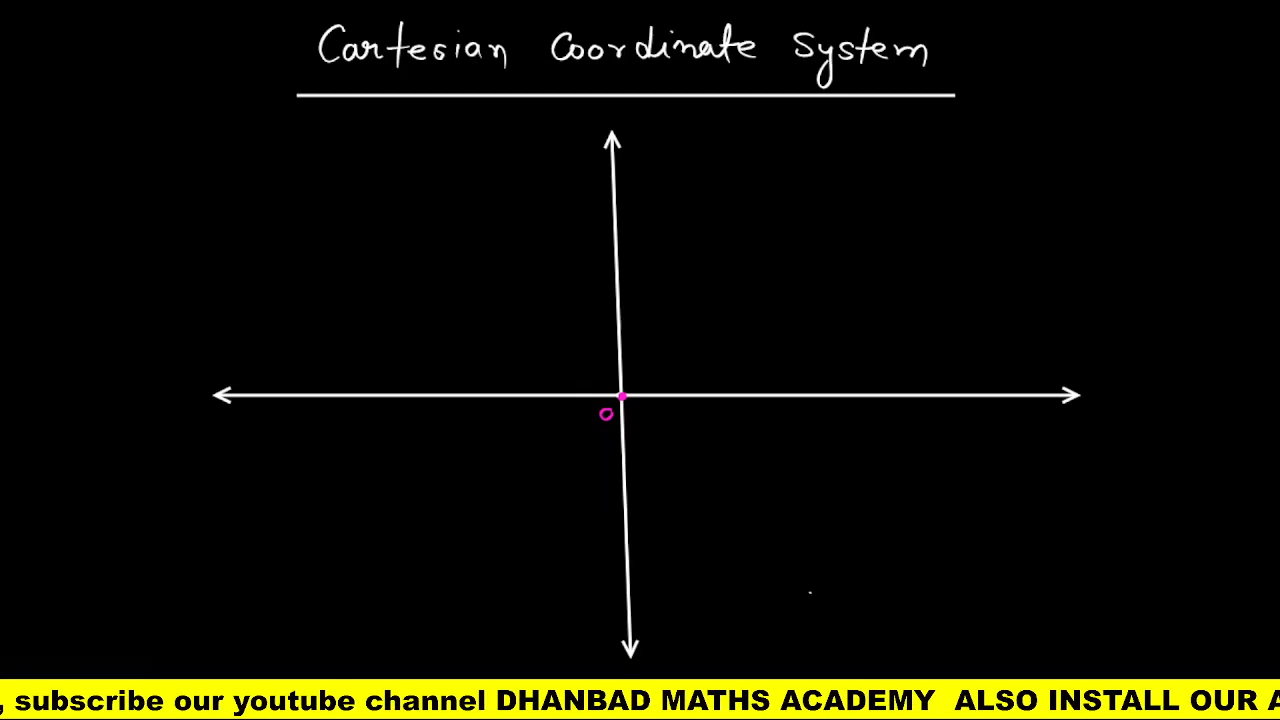 Cartesian Coordinate System
o
, subscribe our youtube channel DHANBAD MATHS ACADEMY ALSO INSTALL OUR